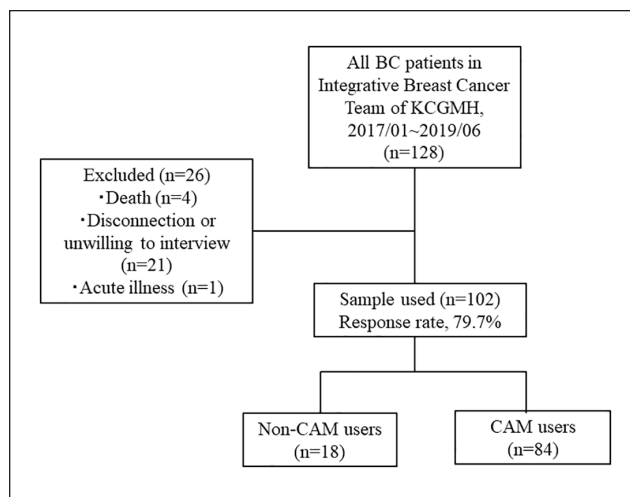 All BC patients in
Integrative Breast Cancer
Team of KCGMH,
2017/01~2019/06
(n=128)
Excluded (n=26)
・Death (n=4)
・Disconnection or
unwilling to interview
(n=21)
・Acute illness (n=1)
Sample used (n=102)
Response rate, 79.7%
Non-CAM users
(n=18)
CAM users
(n=84)